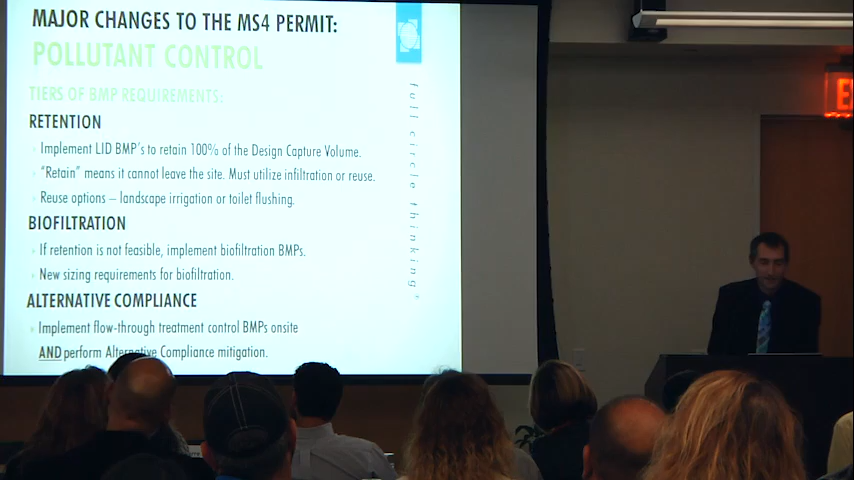 MAJOR CHANGES TO THE MS4 PERMIT:
POLLUTANT CONTROL
TIERS OF BMP REQUIREMENTS:
RETENTION
Implement LID BMP's to retain 100% of the Design Capture Volume.
"Retain" means it cannot leave the site. Must utilize infiltration or reuse.
Reuse options – landscape irrigation or toilet flushing.
BIOFILTRATION
If retention is not feasible, implement biofiltration BMPs.
New sizing requirements for biofiltration.
ALTERNATIVE COMPLIANCE
Implement flow-through treatment control BMPs onsite
AND perform Alternative Compliance mitigation.
full circle thinking
E